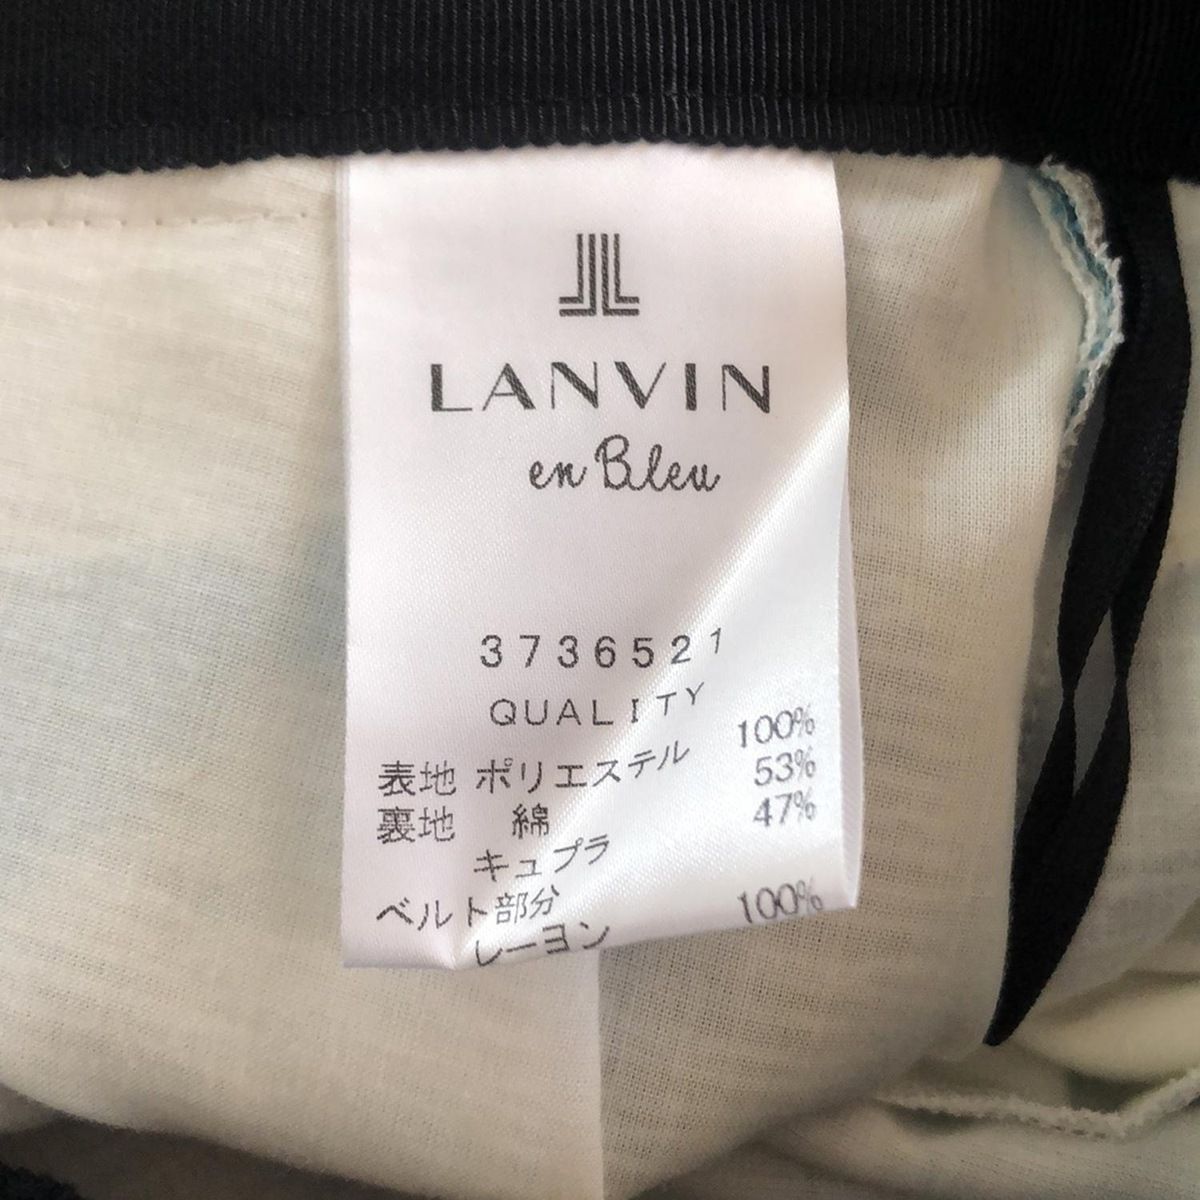 LANVIN
en Bleu
3736521
QUALITY
表地 ポリエステル 100%
裏地 綿 53%
キュプラ 47%
ベルト部分
レーヨン 100%